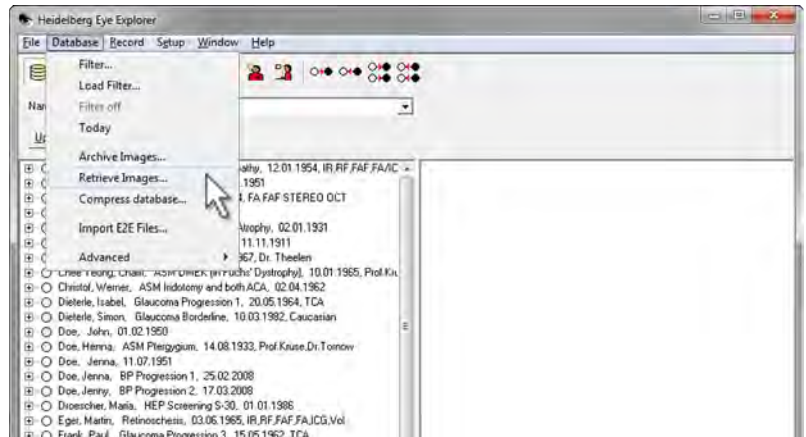 Heidelberg Eye Explorer
File Database Record Setup Window Help
Filter...
Load Filter...
Nan
Filter off
Today
Archive Images...
athy, 12.01.1954, IR,RF,FAF,FA/IC
Retrieve Images...
.1951
Compress database...
FA FAF STEREO OCT
Import E2E Files...
Atrophy, 02.01.1931
11.11.1911
Advanced
967, Dr. Theelen
Christof, Werner, ASM Iridotomy and both ACA, 02.04.1962
Dieterle, Isabel, Glaucoma Progression 1, 20.05.1964, TCA
Dieterle, Simon, Glaucoma Borderline, 10.03.1982, Caucasian
Doe, John, 01.02.1950
Doe, Henna, ASM Pterygium, 14.08.1933, Prof.Kruse,Dr.Tornow
Doe, Jenna, 11.07.1951
Doe, Jenna, BP Progression 1, 25.02.2008
Doe, Jenny, BP Progression 2, 17.03.2008
Droescher, Maria, HEP Screening S-30, 01.01.1986
Eger, Martin, Retinoschesis, 03.06.1965, IR,RF,FAF,FA,ICG,Vol
Frank, Paul, Glaucoma Progression 3, 15.05.1962, TCA